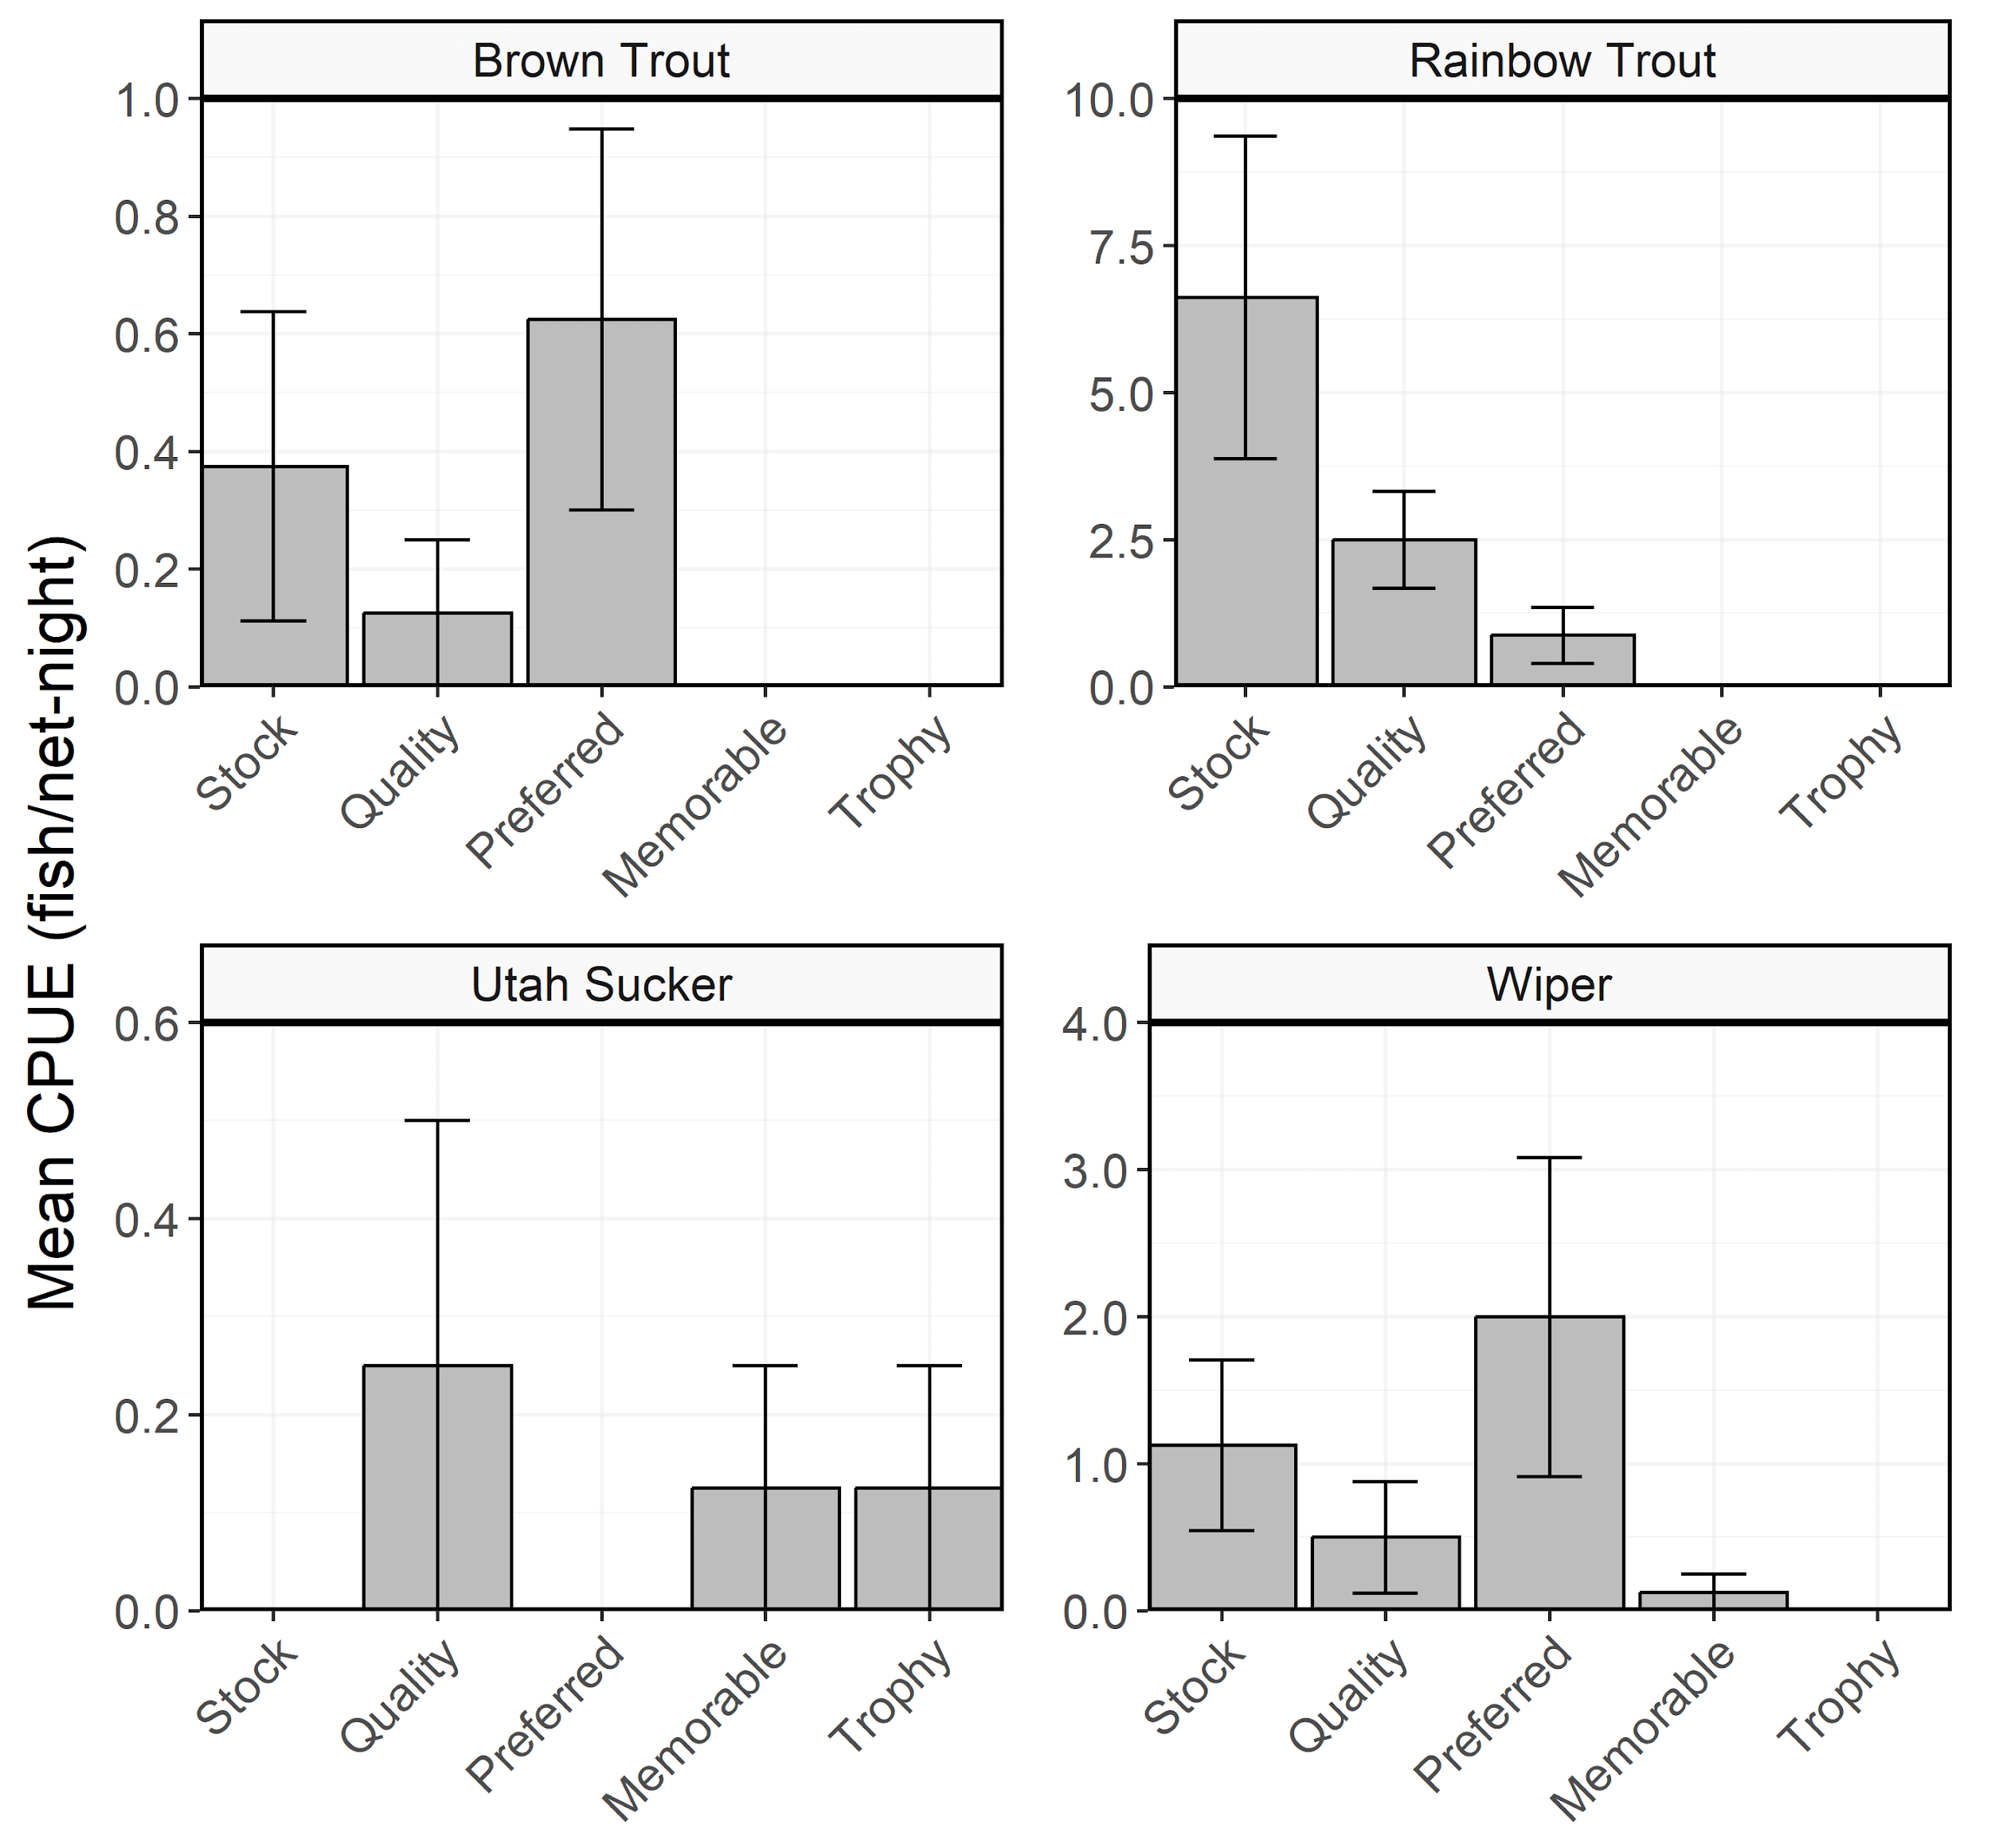 Mean CPUE (fish/net-night)
Brown Trout
1.0
0.8
0.6
0.4
0.2
0.0
Stock
Quality
Preferred
Memorable
Trophy
Rainbow Trout
10.0
7.5
5.0
2.5
0.0
Stock
Quality
Preferred
Memorable
Trophy
Utah Sucker
0.6
0.4
0.2
0.0
Stock
Quality
Preferred
Memorable
Trophy
Wiper
4.0
3.0
2.0
1.0
0.0
Stock
Quality
Preferred
Memorable
Trophy